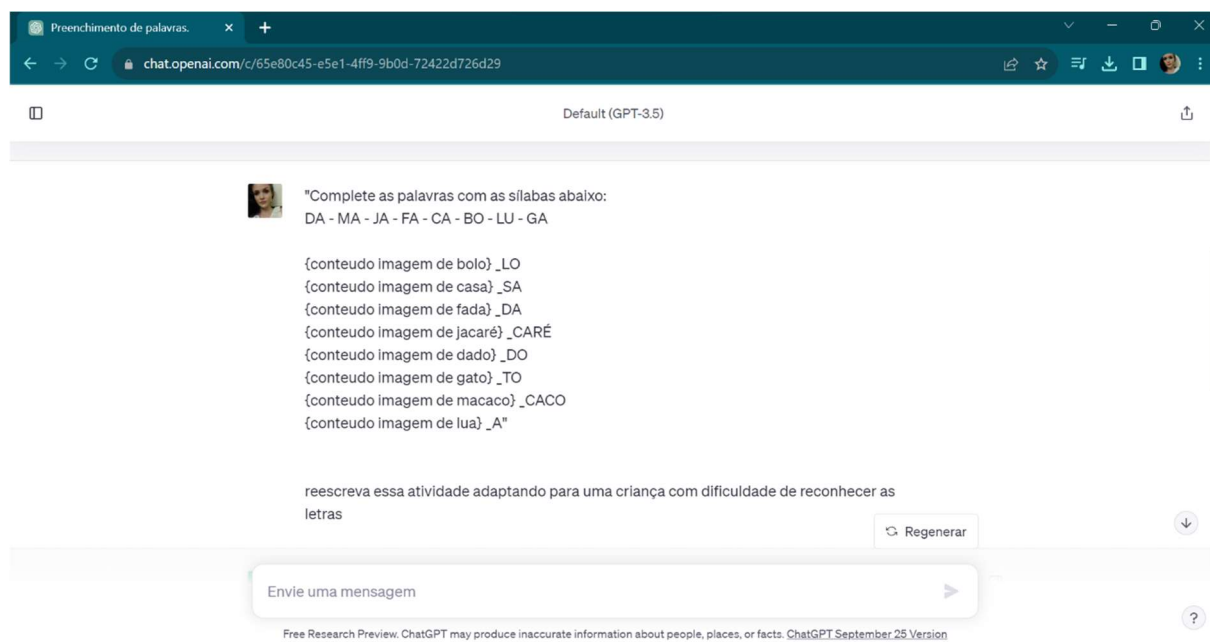 Preenchimento de palavras.
chat.openai.com/c/65e80c45-e5e1-4ff9-9b0d-72422d726d29
Default (GPT-3.5)
"Complete as palavras com as sílabas abaixo:
DA - MA - JA - FA - CA - BO - LU - GA
{conteudo imagem de bolo} _LO
{conteudo imagem de casa} _SA
{conteudo imagem de fada} _DA
{conteudo imagem de jacaré} _CARÉ
{conteudo imagem de dado} _DO
{conteudo imagem de gato} _TO
{conteudo imagem de macaco} _CACO
{conteudo imagem de lua} _A"
reescreva essa atividade adaptando para uma criança com dificuldade de reconhecer as
letras
Regenerar
Envie uma mensagem
Free Research Preview. ChatGPT may produce inaccurate information about people, places, or facts. ChatGPT September 25 Version
?